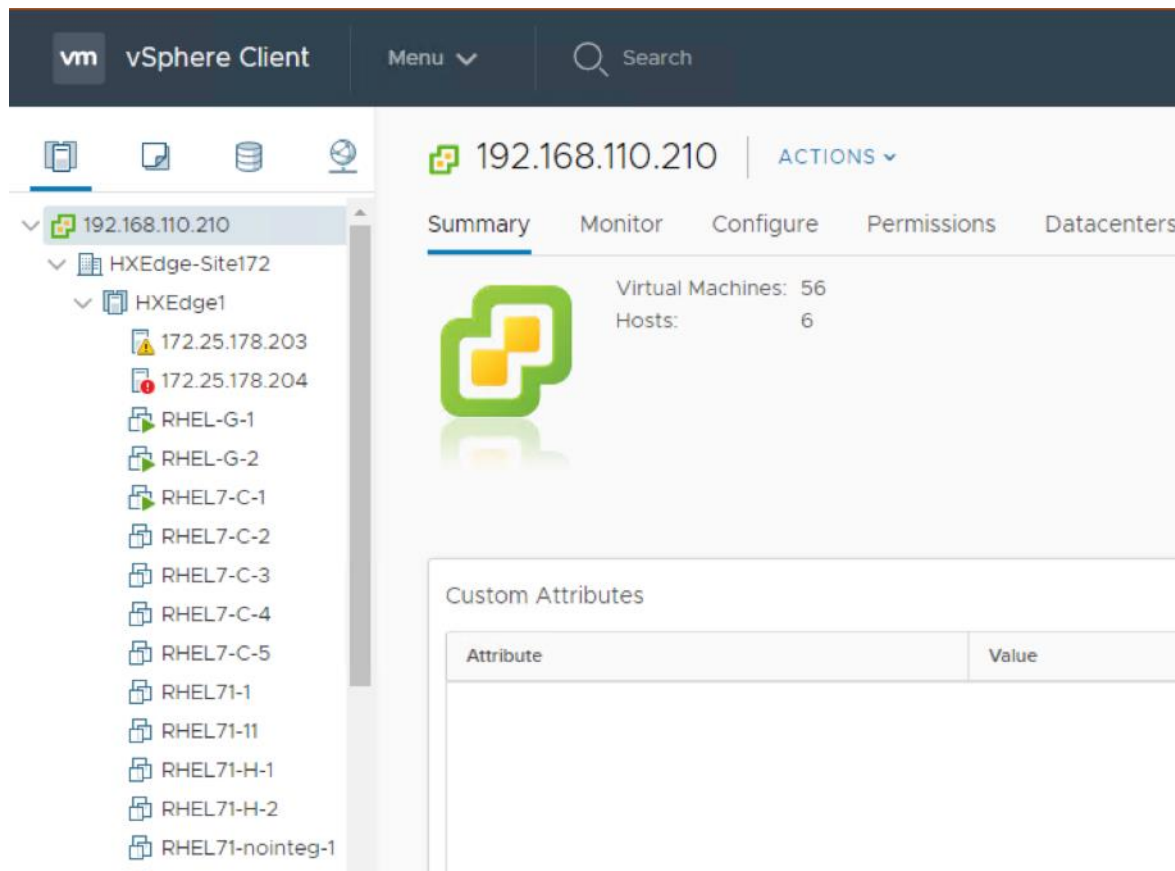 vm vSphere Client Menu Search
192.168.110.210 ACTIONS
Summary Monitor Configure Permissions Datacenters
Virtual Machines: 56
Hosts: 6
192.168.110.210
HXEdge-Site172
HXEdge1
172.25.178.203
172.25.178.204
RHEL-G-1
RHEL-G-2
RHEL7-C-1
RHEL7-C-2
RHEL7-C-3
RHEL7-C-4
RHEL7-C-5
RHEL71-1
RHEL71-11
RHEL71-H-1
RHEL71-H-2
RHEL71-nointeg-1
Custom Attributes
Attribute Value